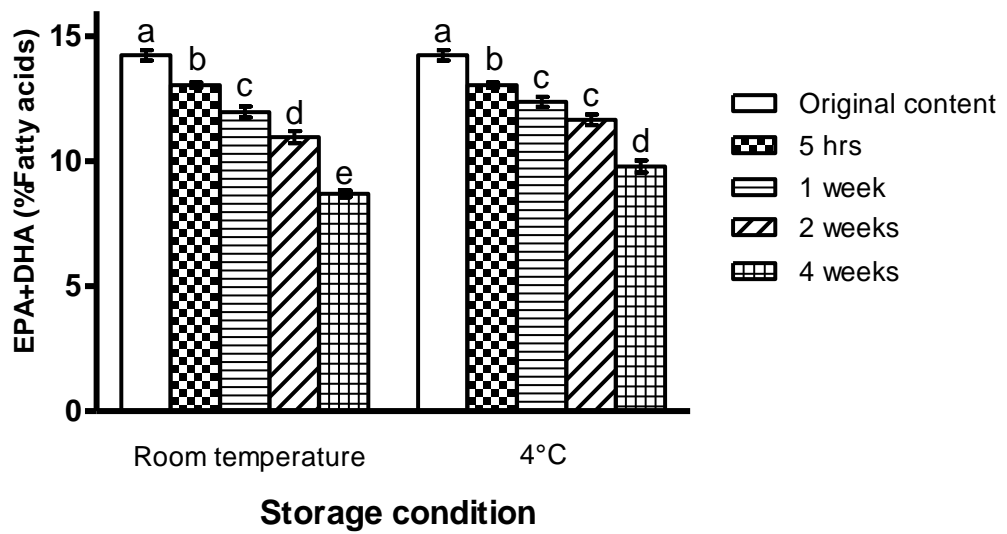 EPA+DHA (%Fatty acids)
15
10
5
0
a
b
c
d
e
a
b
c
c
d
Room temperature
4°C
Storage condition
Original content
5 hrs
1 week
2 weeks
4 weeks